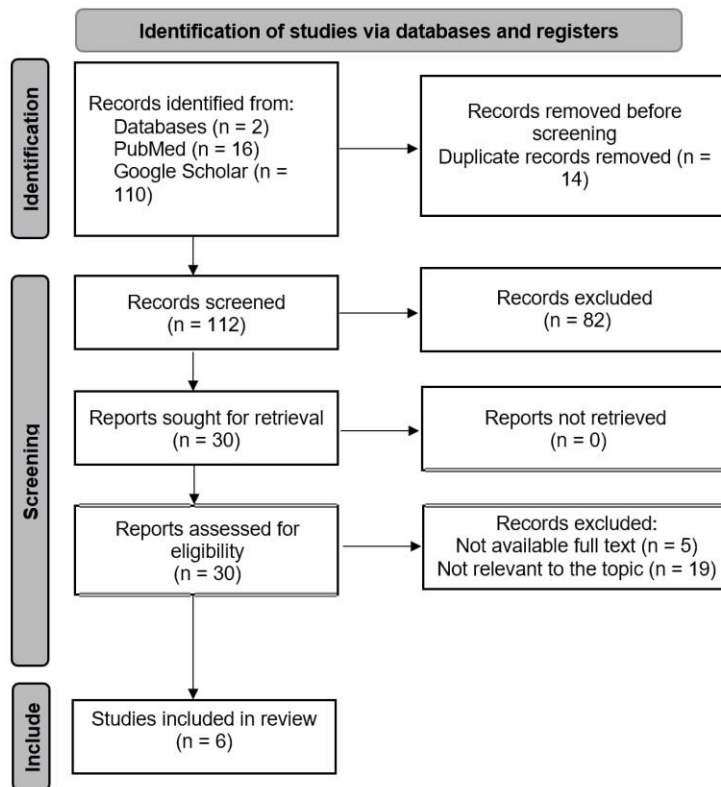 Identification of studies via databases and registers
Identification
Records identified from:
Databases (n = 2)
PubMed (n = 16)
Google Scholar (n =
110)
Records removed before
screening
Duplicate records removed (n =
14)
Screening
Records screened
(n = 112)
Records excluded
(n = 82)
Reports sought for retrieval
(n = 30)
Reports not retrieved
(n = 0)
Reports assessed for
eligibility
(n = 30)
Records excluded:
Not available full text (n = 5)
Not relevant to the topic (n = 19)
Include
Studies included in review
(n = 6)